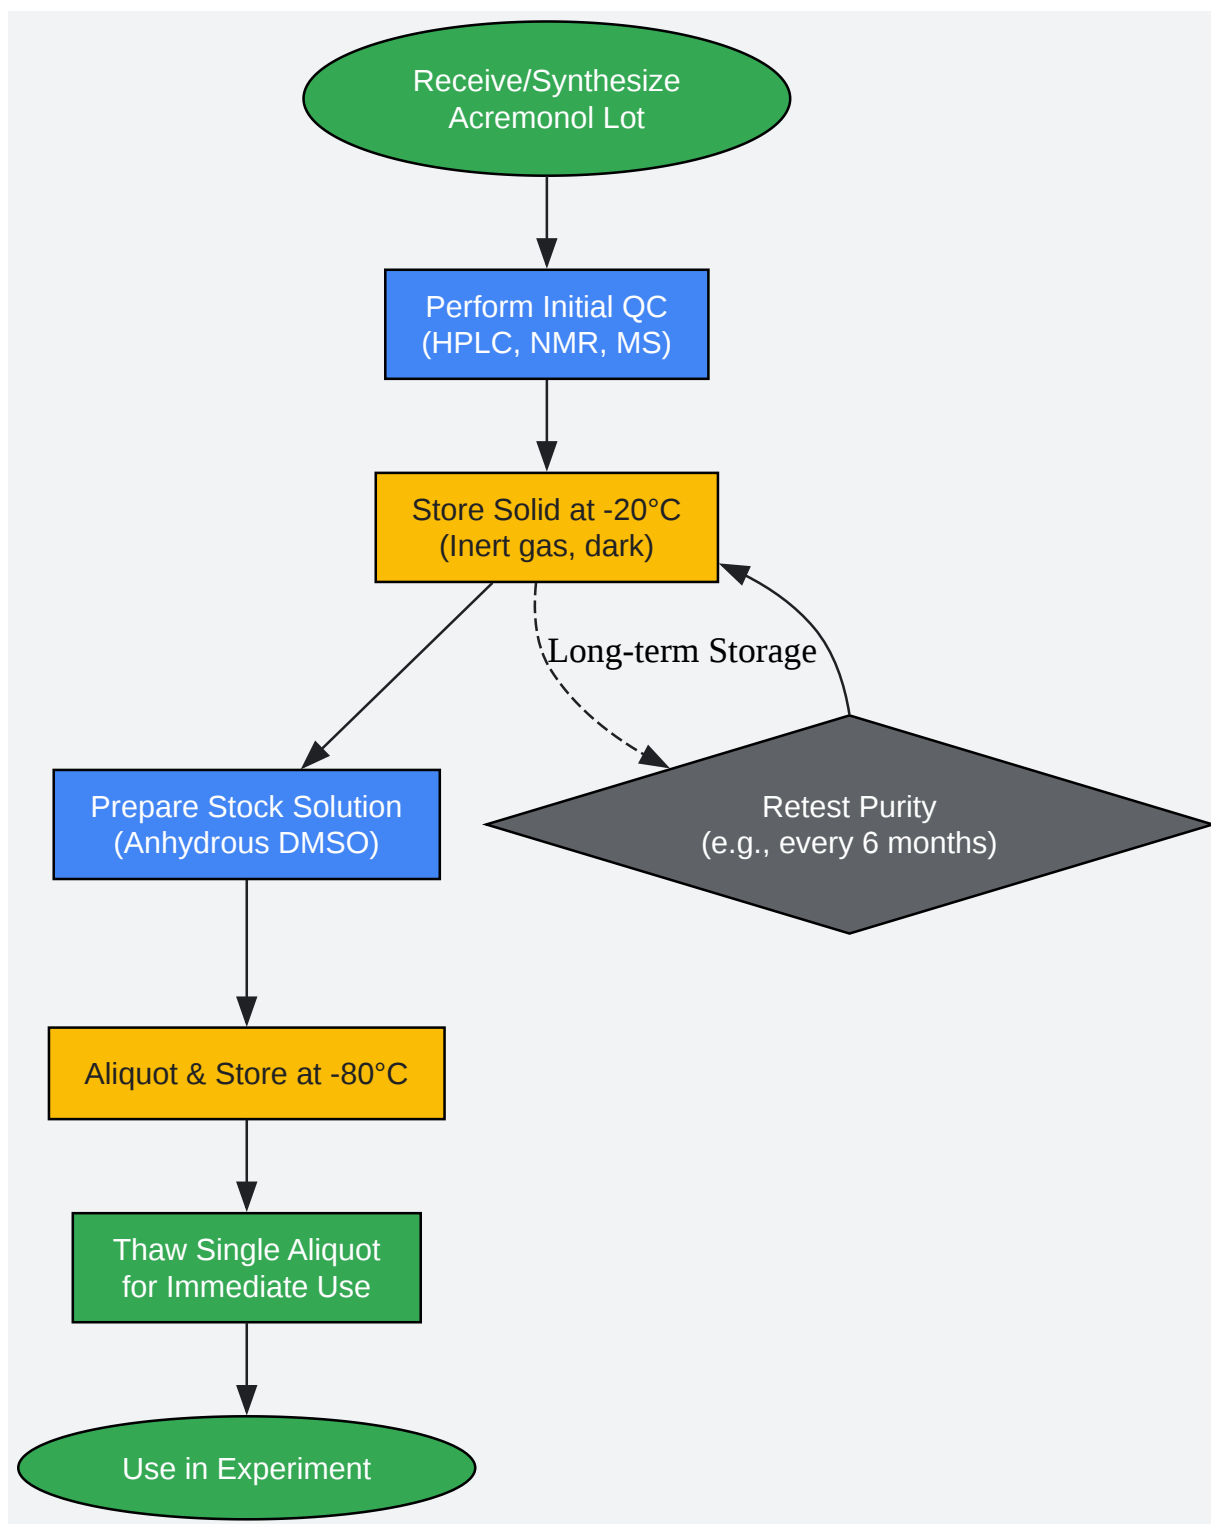 Receive/Synthesize
Acremonol Lot
Perform Initial QC
(HPLC, NMR, MS)
Store Solid at -20°C
(Inert gas, dark)
Long-term Storage
Prepare Stock Solution
(Anhydrous DMSO)
Retest Purity
(e.g., every 6 months)
Aliquot & Store at -80°C
Thaw Single Aliquot
for Immediate Use
Use in Experiment